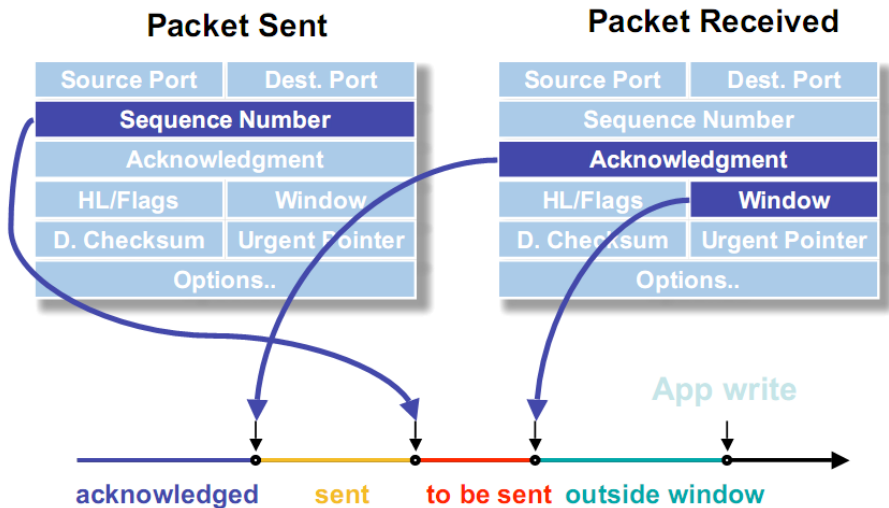 Packet Sent
Source Port Dest. Port
Sequence Number
Acknowledgment
HL/Flags Window
D. Checksum Urgent Pointer
Options..
Packet Received
Source Port Dest. Port
Sequence Number
Acknowledgment
HL/Flags Window
D. Checksum Urgent Pointer
Options..
App write
acknowledged sent to be sent outside window